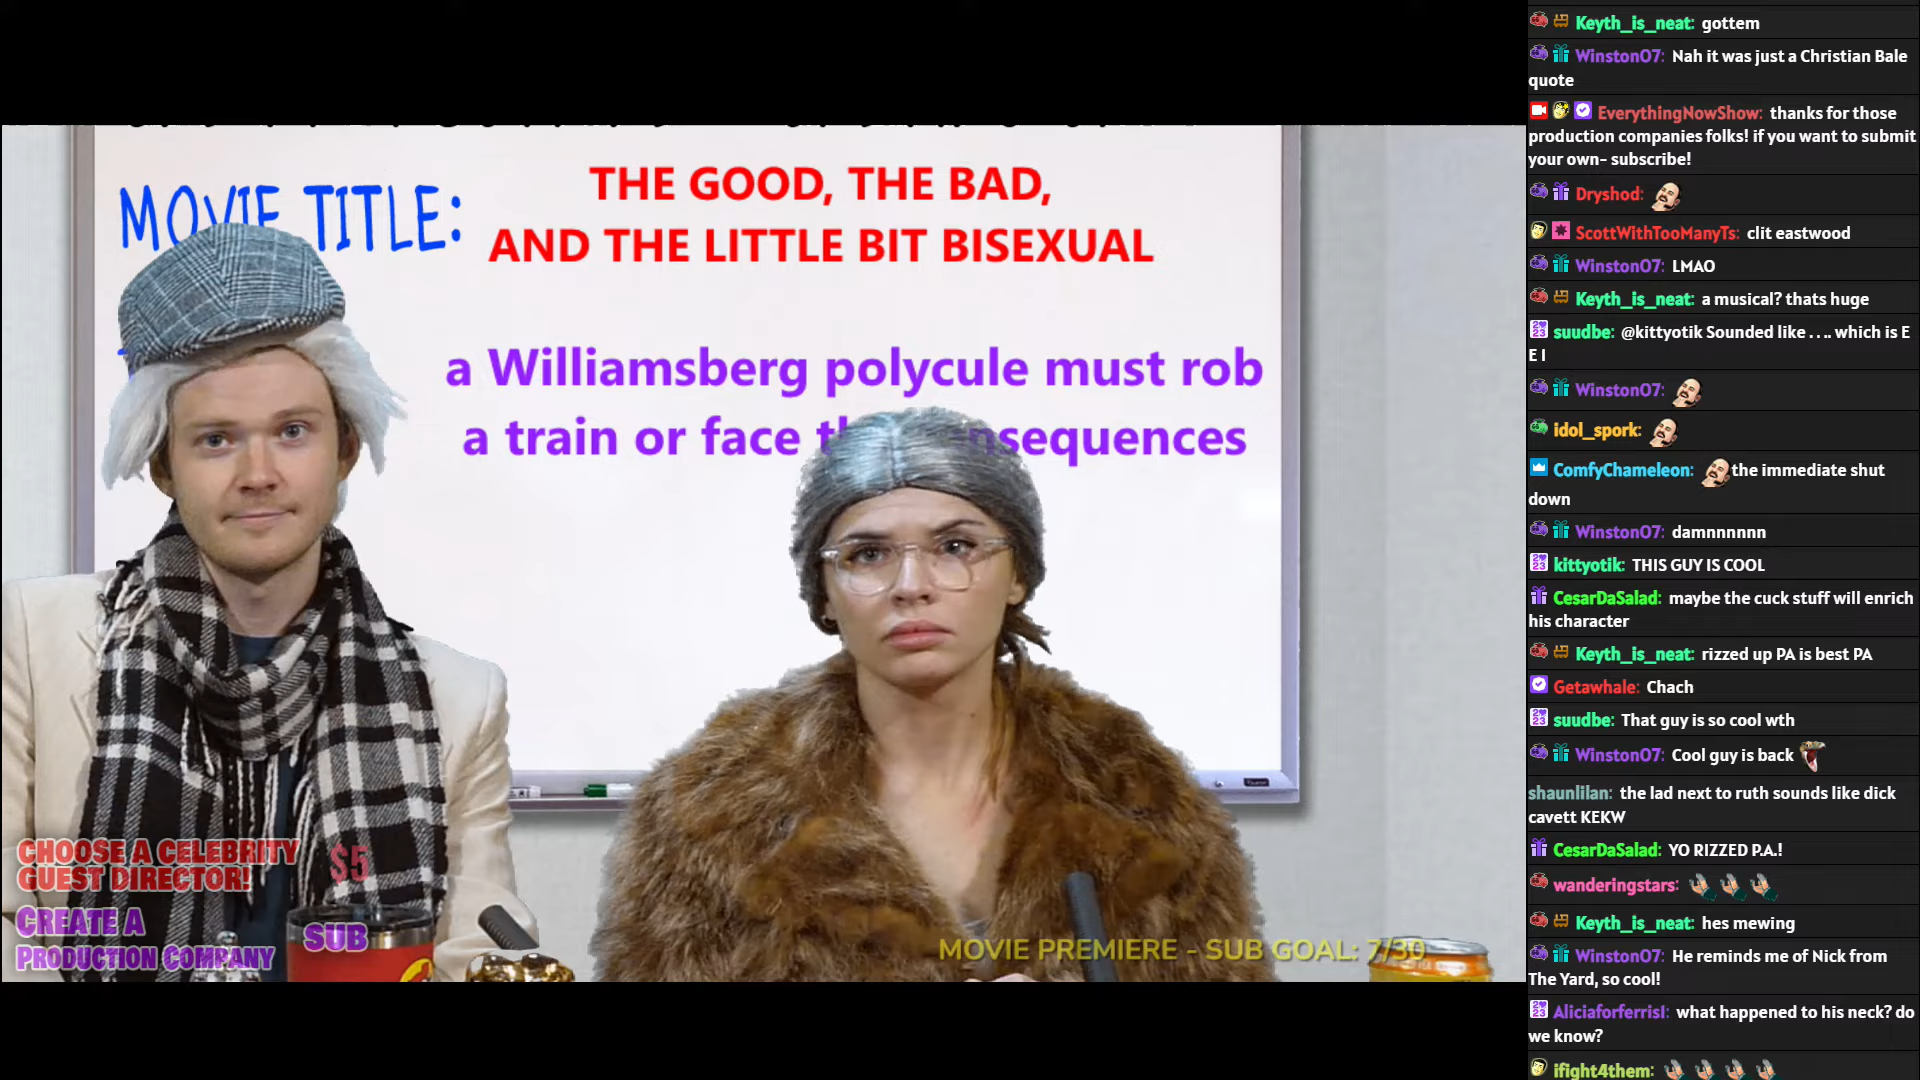 MOVIE TITLE:
THE GOOD, THE BAD,
AND THE LITTLE BIT BISEXUAL
a Williamsberg polycule must rob
a train or face consequences
CHOOSE A CELEBRITY
GUEST DIRECTOR!
$5
CREATE A
PRODUCTION COMPANY
SUB
MOVIE PREMIERE - SUB GOAL: 7/30
Keyth_is_neat: gottem
Winston07: Nah it was just a Christian Bale
quote
EverythingNowShow: thanks for those
production companies folks! if you want to submit
your own- subscribe!
Dryshod:
ScottWithTooManyTs: clit eastwood
Winston07: LMAO
Keyth_is_neat: a musical? thats huge
suudbe: @kittyotik Sounded like . . . . which is E
E I
Winston07:
idol_spork:
ComfyChameleon: the immediate shut
down
Winston07: damnnnnnn
kittyotik: THIS GUY IS COOL
CesarDaSalad: maybe the cuck stuff will enrich
his character
Keyth_is_neat: rizzed up PA is best PA
Getawhale: Chach
suudbe: That guy is so cool wth
Winston07: Cool guy is back
shaunlilan: the lad next to ruth sounds like dick
cavett KEKW
CesarDaSalad: YO RIZZED P.A.!
wanderingstars:
Keyth_is_neat: hes mewing
Winston07: He reminds me of Nick from
The Yard, so cool!
Aliciaforferris1: what happened to his neck? do
we know?
ifight4them: